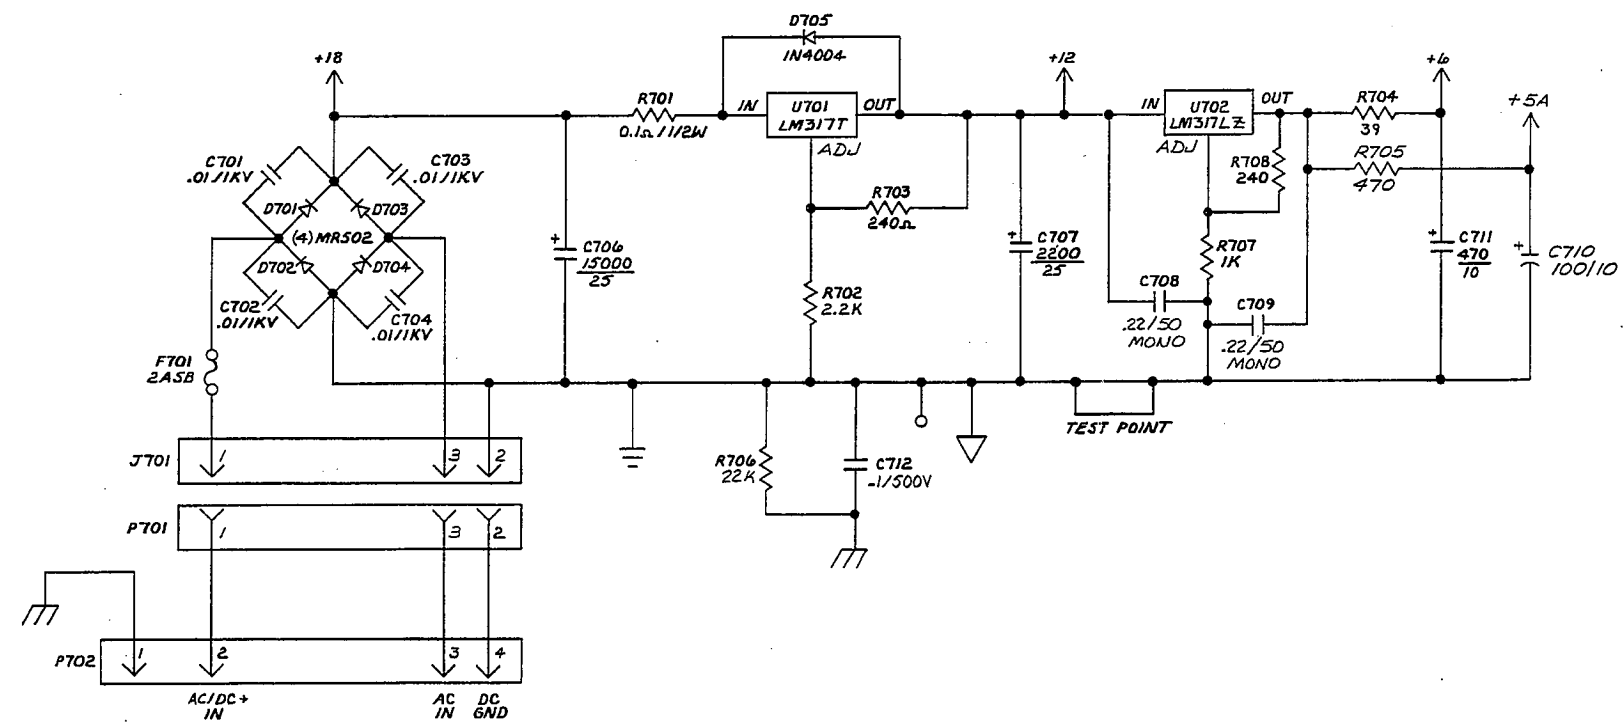 D705
1N4004
+18
+12
+6
+5A
R701
0.1Ω/1/2W
IN
U701
LM317T
OUT
ADJ
IN
U702
LM317LZ
OUT
ADJ
R704
39
R705
470
R708
240
C701
.01/1KV
C703
.01/1KV
D701
D703
(4) MR502
D702
D704
C702
.01/1KV
C704
.01/1KV
R703
240Ω
+
C706
15000
25
+
C707
2200
25
R707
1K
+
C711
470
10
+
C710
100/10
R702
2.2K
C708
.22/50
MONO
C709
.22/50
MONO
F701
2ASB
TEST POINT
J701
1
3
2
R706
22K
C712
.1/500V
P701
1
3
2
P702
1
2
3
4
AC/DC+
IN
AC
IN
DC
GND